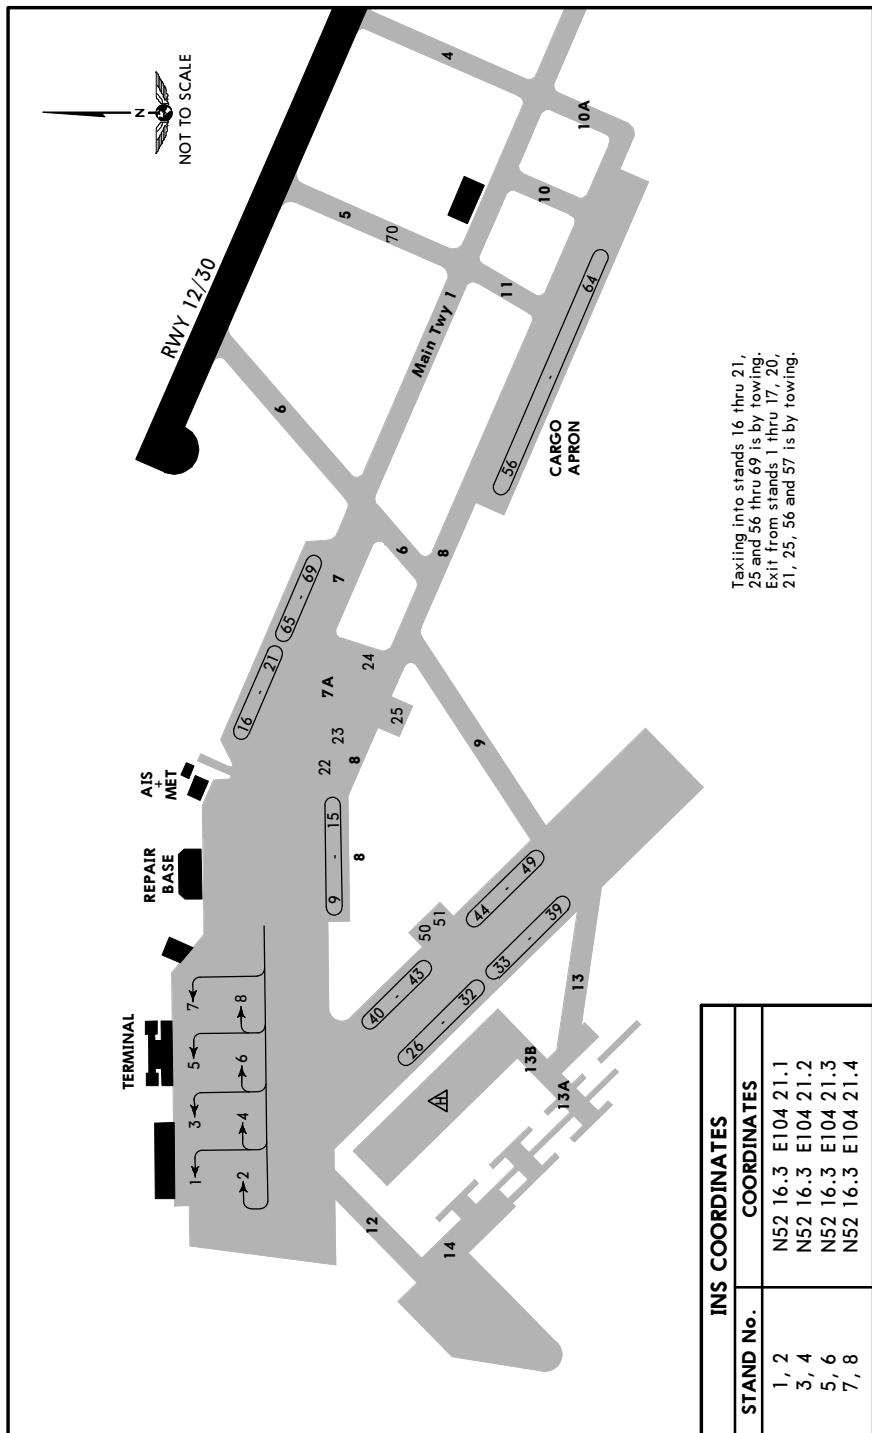 N
NOT TO SCALE
RWY 12/30
4
5
70
10A
10
11
Main Twy 1
6
64
-
56
CARGO
APRON
6
8
7
65 - 69
16 - 21
7A
24
25
23
22
8
9
AIS
+
MET
REPAIR
BASE
9 - 15
8
44 - 49
33 - 39
50
51
40 - 43
26 - 32
13
13B
13A
H
TERMINAL
7
8
5
6
3
4
1
2
12
14
Taxiing into stands 16 thru 21,
25 and 56 thru 69 is by towing.
Exit from stands 1 thru 17, 20,
21, 25, 56 and 57 is by towing.
INS COORDINATES
STAND No. COORDINATES
1, 2 N52 16.3 E104 21.1
3, 4 N52 16.3 E104 21.2
5, 6 N52 16.3 E104 21.3
7, 8 N52 16.3 E104 21.4